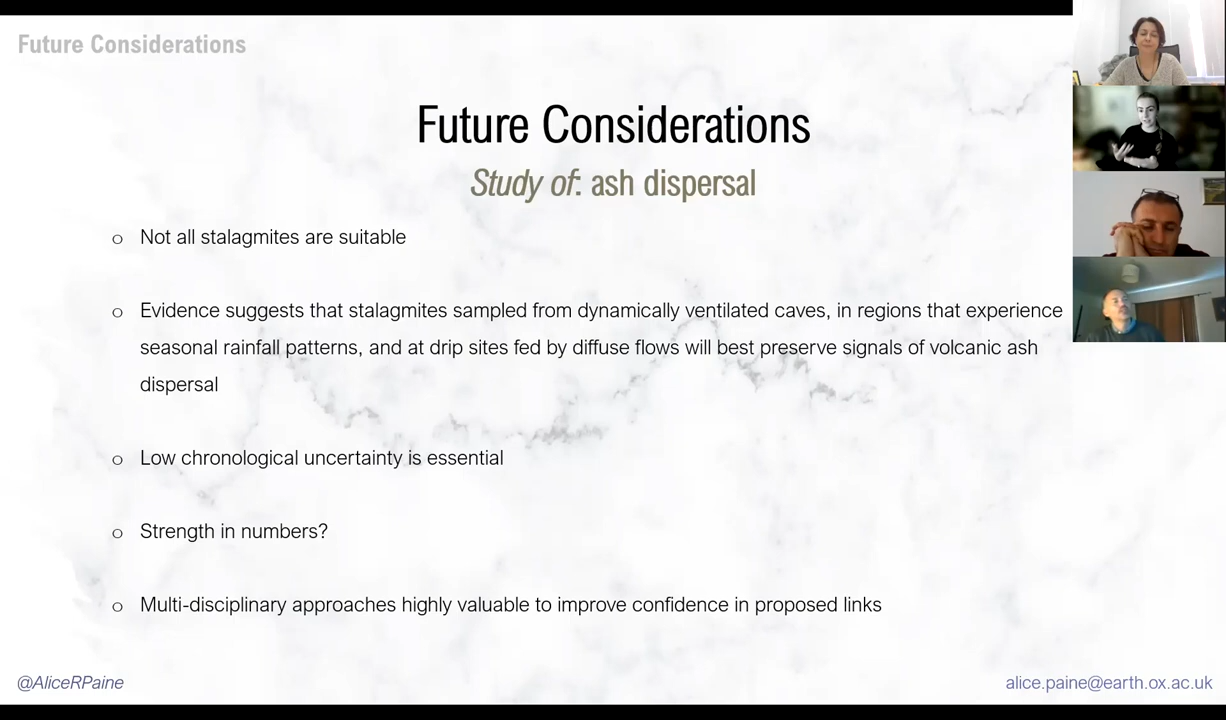 Future Considerations
Future Considerations
Study of: ash dispersal
o Not all stalagmites are suitable
o Evidence suggests that stalagmites sampled from dynamically ventilated caves, in regions that experience
seasonal rainfall patterns, and at drip sites fed by diffuse flows will best preserve signals of volcanic ash
dispersal
o Low chronological uncertainty is essential
o Strength in numbers?
o Multi-disciplinary approaches highly valuable to improve confidence in proposed links
@AliceRPaine
alice.paine@earth.ox.ac.uk